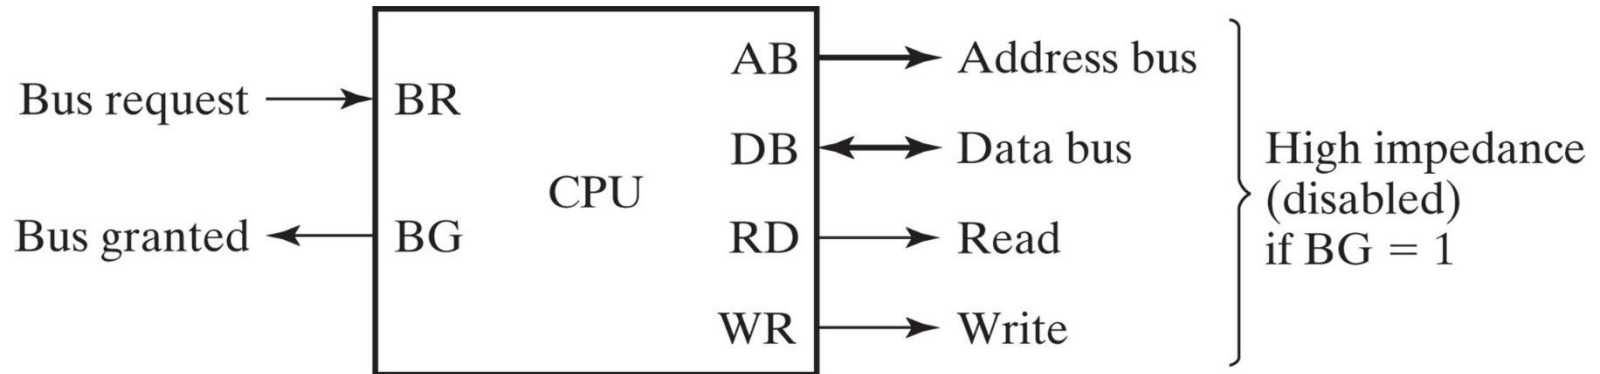 Bus request
BR
Bus granted
BG
CPU
AB
Address bus
DB
Data bus
RD
Read
WR
Write
High impedance
(disabled)
if BG = 1